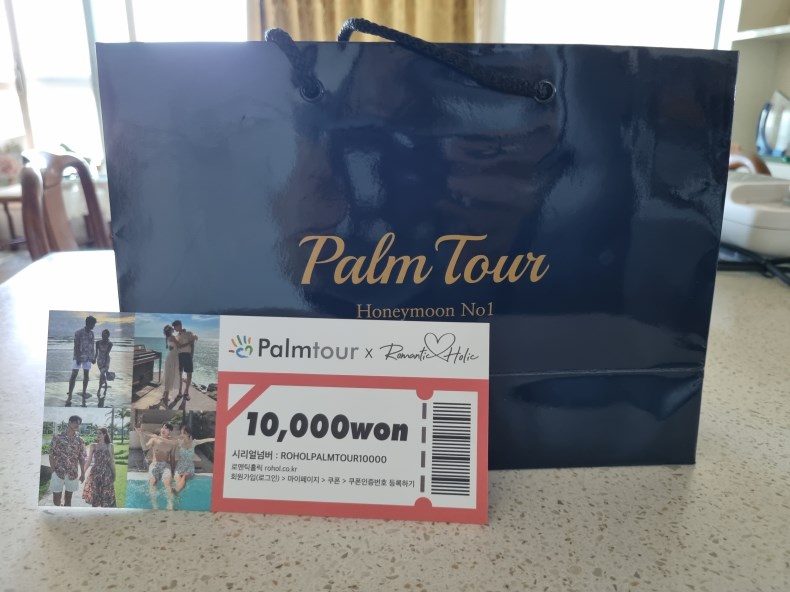 Palm Tour
Honeymoon No1
Palmtour x Romantic Holic
10,000won
시리얼넘버 : ROHOLPALMTOUR10000
로맨틱홀릭 rohol.co.kr
회원가입(로그인) > 마이페이지 > 쿠폰 > 쿠폰인증번호 등록하기